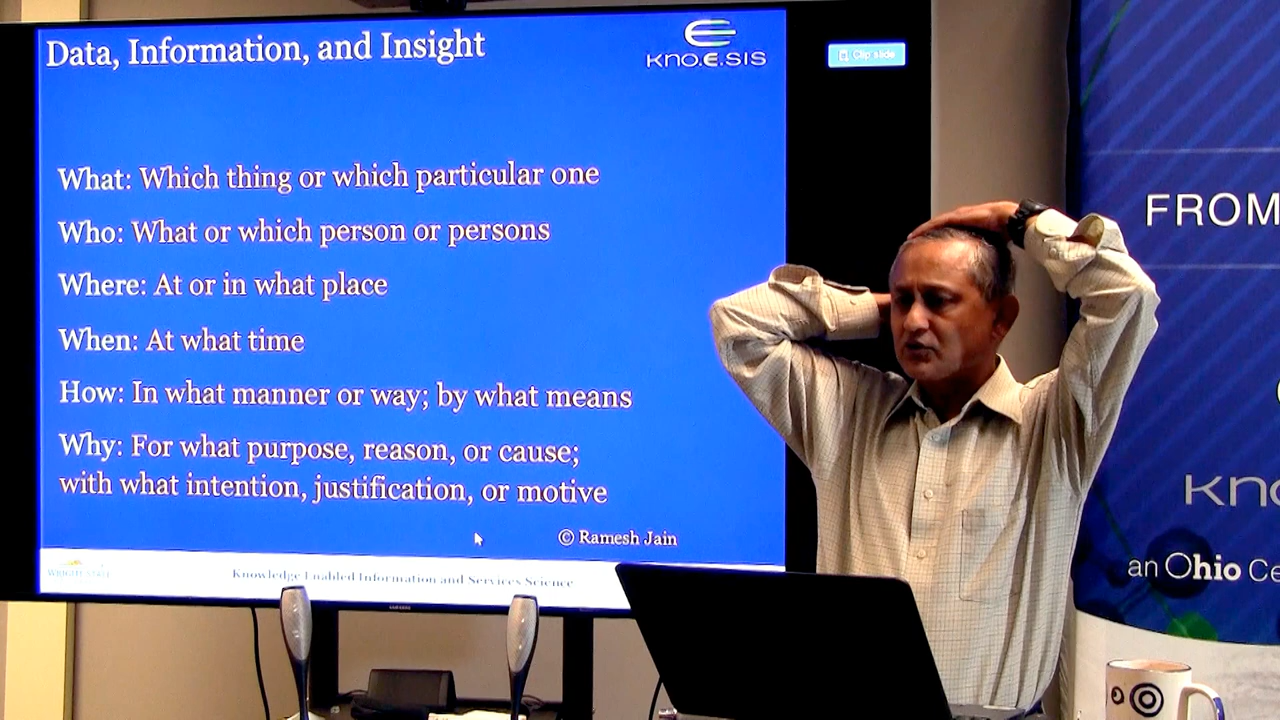 Data, Information, and Insight
KNO.E.SIS
Clip slide
What: Which thing or which particular one
Who: What or which person or persons
Where: At or in what place
When: At what time
How: In what manner or way; by what means
Why: For what purpose, reason, or cause;
with what intention, justification, or motive
© Ramesh Jain
WRIGHT STATE
Knowledge Enabled Information and Services Science
SAMSUNG
FROM
KNO
an Ohio Ce